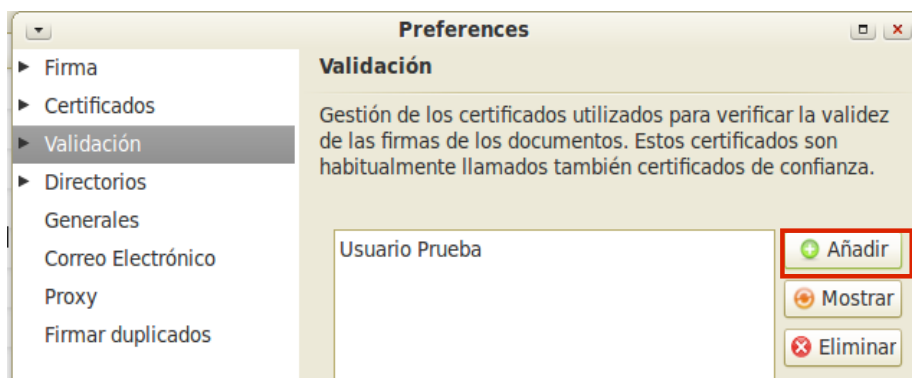 Preferences
Firma
Certificados
Validación
Directorios
Generales
Correo Electrónico
Proxy
Firmar duplicados
Validación
Gestión de los certificados utilizados para verificar la validez
de las firmas de los documentos. Estos certificados son
habitualmente llamados también certificados de confianza.
Usuario Prueba
Añadir
Mostrar
Eliminar